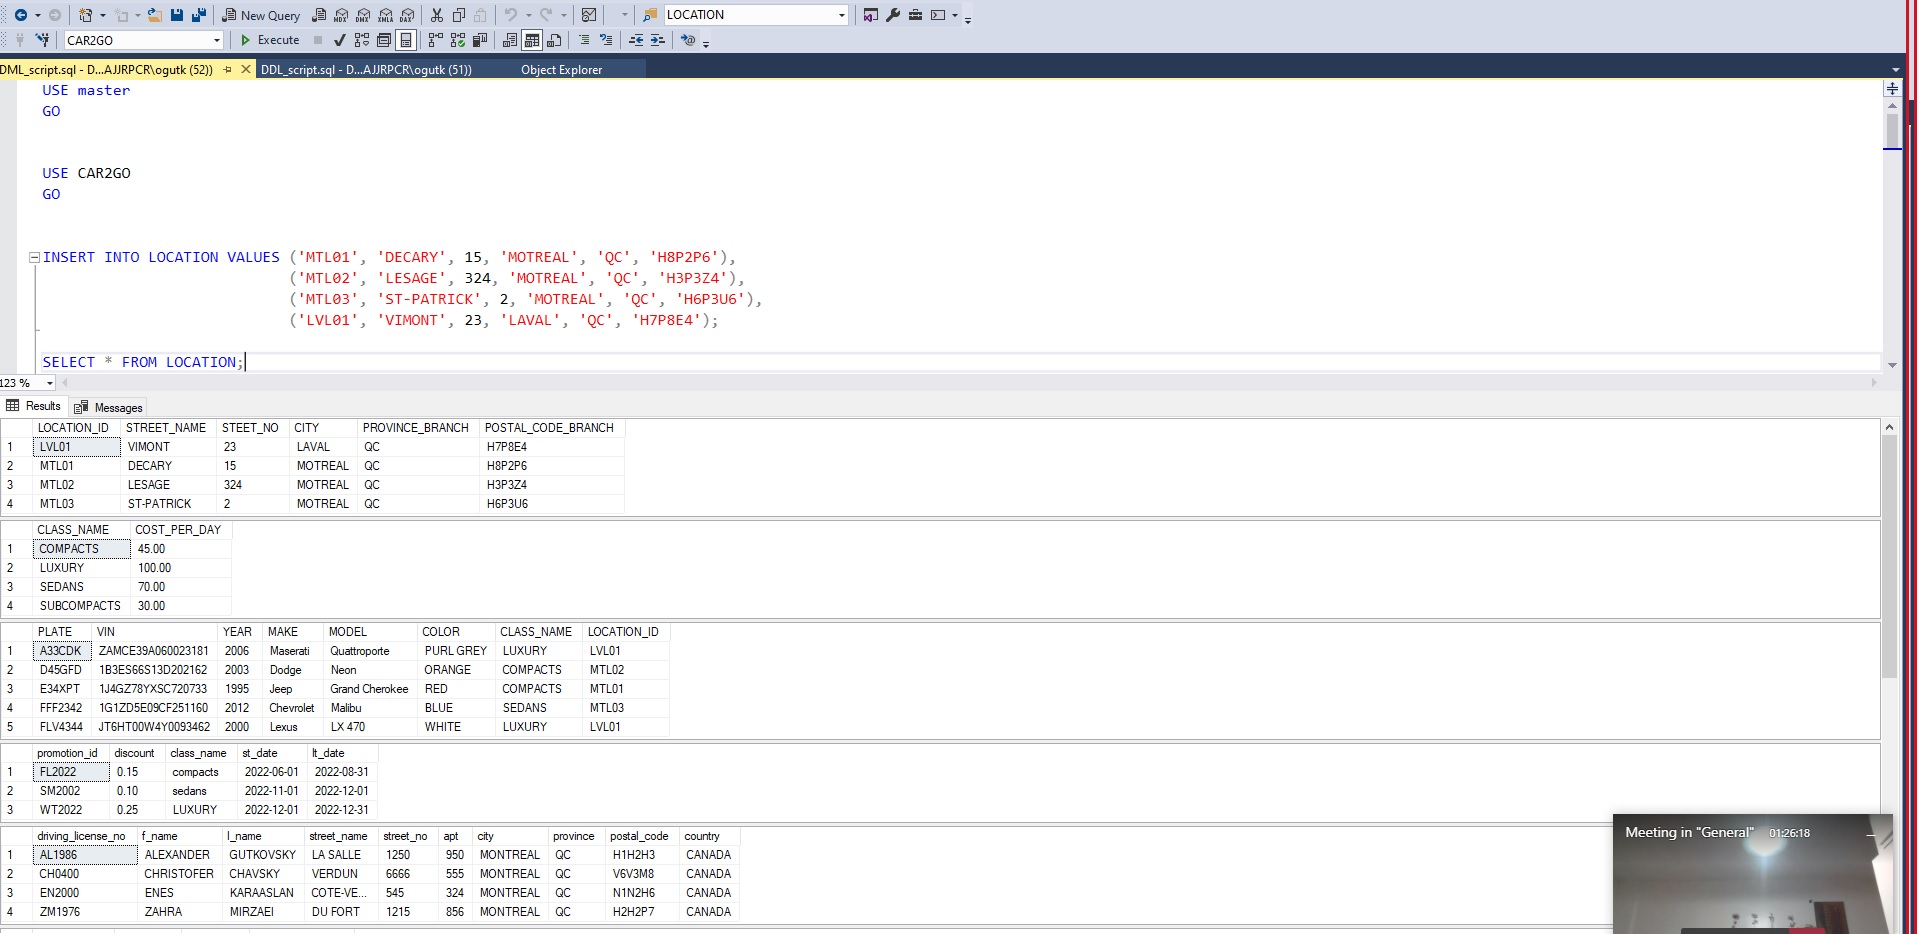 New Query MDX DMX XMLA DAX LOCATION
CAR2GO Execute
DML_script.sql - D...AJJRPCR\ogutk (52)) DDL_script.sql - D...AJJRPCR\ogutk (51)) Object Explorer
USE master
GO
USE CAR2GO
GO
INSERT INTO LOCATION VALUES ('MTL01', 'DECARY', 15, 'MOTREAL', 'QC', 'H8P2P6'),
('MTL02', 'LESAGE', 324, 'MOTREAL', 'QC', 'H3P3Z4'),
('MTL03', 'ST-PATRICK', 2, 'MOTREAL', 'QC', 'H6P3U6'),
('LVL01', 'VIMONT', 23, 'LAVAL', 'QC', 'H7P8E4');
SELECT * FROM LOCATION;
123 %
Results Messages
LOCATION_ID STREET_NAME STEET_NO CITY PROVINCE_BRANCH POSTAL_CODE_BRANCH
1 LVL01 VIMONT 23 LAVAL QC H7P8E4
2 MTL01 DECARY 15 MOTREAL QC H8P2P6
3 MTL02 LESAGE 324 MOTREAL QC H3P3Z4
4 MTL03 ST-PATRICK 2 MOTREAL QC H6P3U6
CLASS_NAME COST_PER_DAY
1 COMPACTS 45.00
2 LUXURY 100.00
3 SEDANS 70.00
4 SUBCOMPACTS 30.00
PLATE VIN YEAR MAKE MODEL COLOR CLASS_NAME LOCATION_ID
1 A33CDK ZAMCE39A060023181 2006 Maserati Quattroporte PURL GREY LUXURY LVL01
2 D45GFD 1B3ES66S13D202162 2003 Dodge Neon ORANGE COMPACTS MTL02
3 E34XPT 1J4GZ78YXSC720733 1995 Jeep Grand Cherokee RED COMPACTS MTL01
4 FFF2342 1G1ZD5E09CF251160 2012 Chevrolet Malibu BLUE SEDANS MTL03
5 FLV4344 JT6HT00W4Y0093462 2000 Lexus LX 470 WHITE LUXURY LVL01
promotion_id discount class_name st_date lt_date
1 FL2022 0.15 compacts 2022-06-01 2022-08-31
2 SM2002 0.10 sedans 2022-11-01 2022-12-01
3 WT2022 0.25 LUXURY 2022-12-01 2022-12-31
driving_license_no f_name l_name street_name street_no apt city province postal_code country
1 AL1986 ALEXANDER GUTKOVSKY LA SALLE 1250 950 MONTREAL QC H1H2H3 CANADA
2 CH0400 CHRISTOFER CHAVSKY VERDUN 6666 555 MONTREAL QC V6V3M8 CANADA
3 EN2000 ENES KARAASLAN COTE-VE... 545 324 MONTREAL QC N1N2H6 CANADA
4 ZM1976 ZAHRA MIRZAEI DU FORT 1215 856 MONTREAL QC H2H2P7 CANADA
Meeting in "General" 01:26:18